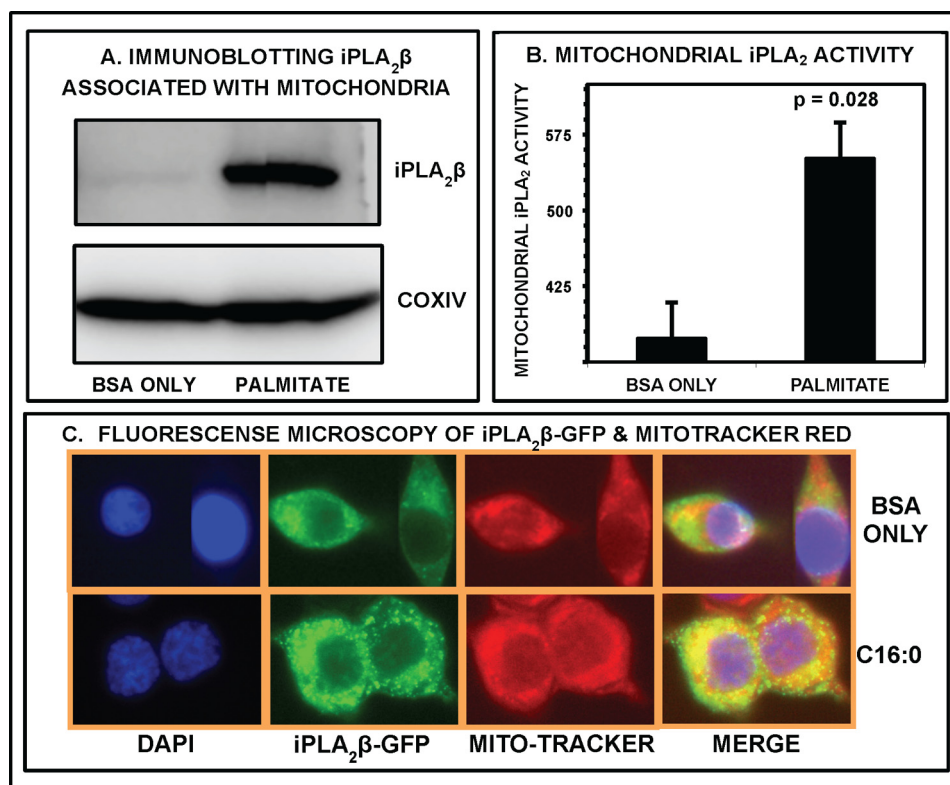 A. IMMUNOBLOTTING iPLA₂β
ASSOCIATED WITH MITOCHONDRIA
iPLA₂β
COXIV
BSA ONLY PALMITATE
B. MITOCHONDRIAL iPLA₂ ACTIVITY
MITOCHONDRIAL iPLA₂ ACTIVITY
p = 0.028
575
500
425
BSA ONLY PALMITATE
C. FLUORESCENSE MICROSCOPY OF iPLA₂β-GFP & MITOTRACKER RED
BSA
ONLY
C16:0
DAPI iPLA₂β-GFP MITO-TRACKER MERGE